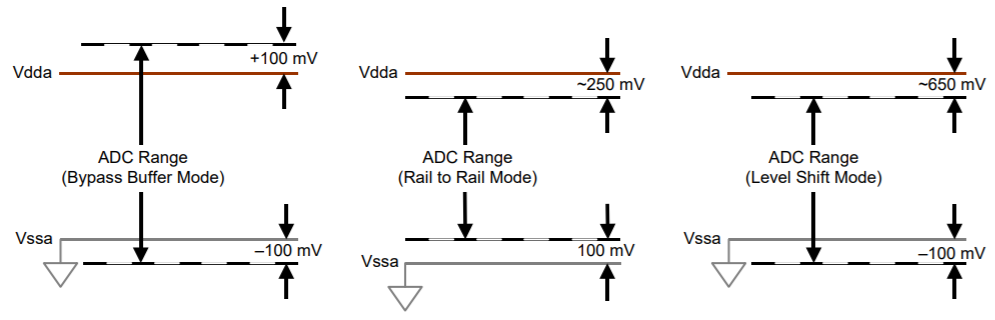 +100 mV
Vdda
ADC Range
(Bypass Buffer Mode)
Vssa
–100 mV
Vdda
~250 mV
ADC Range
(Rail to Rail Mode)
100 mV
Vssa
Vdda
~650 mV
ADC Range
(Level Shift Mode)
Vssa
–100 mV